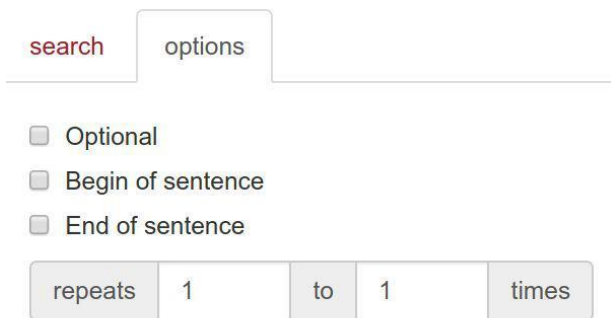 search options
Optional
Begin of sentence
End of sentence
repeats 1 to 1 times